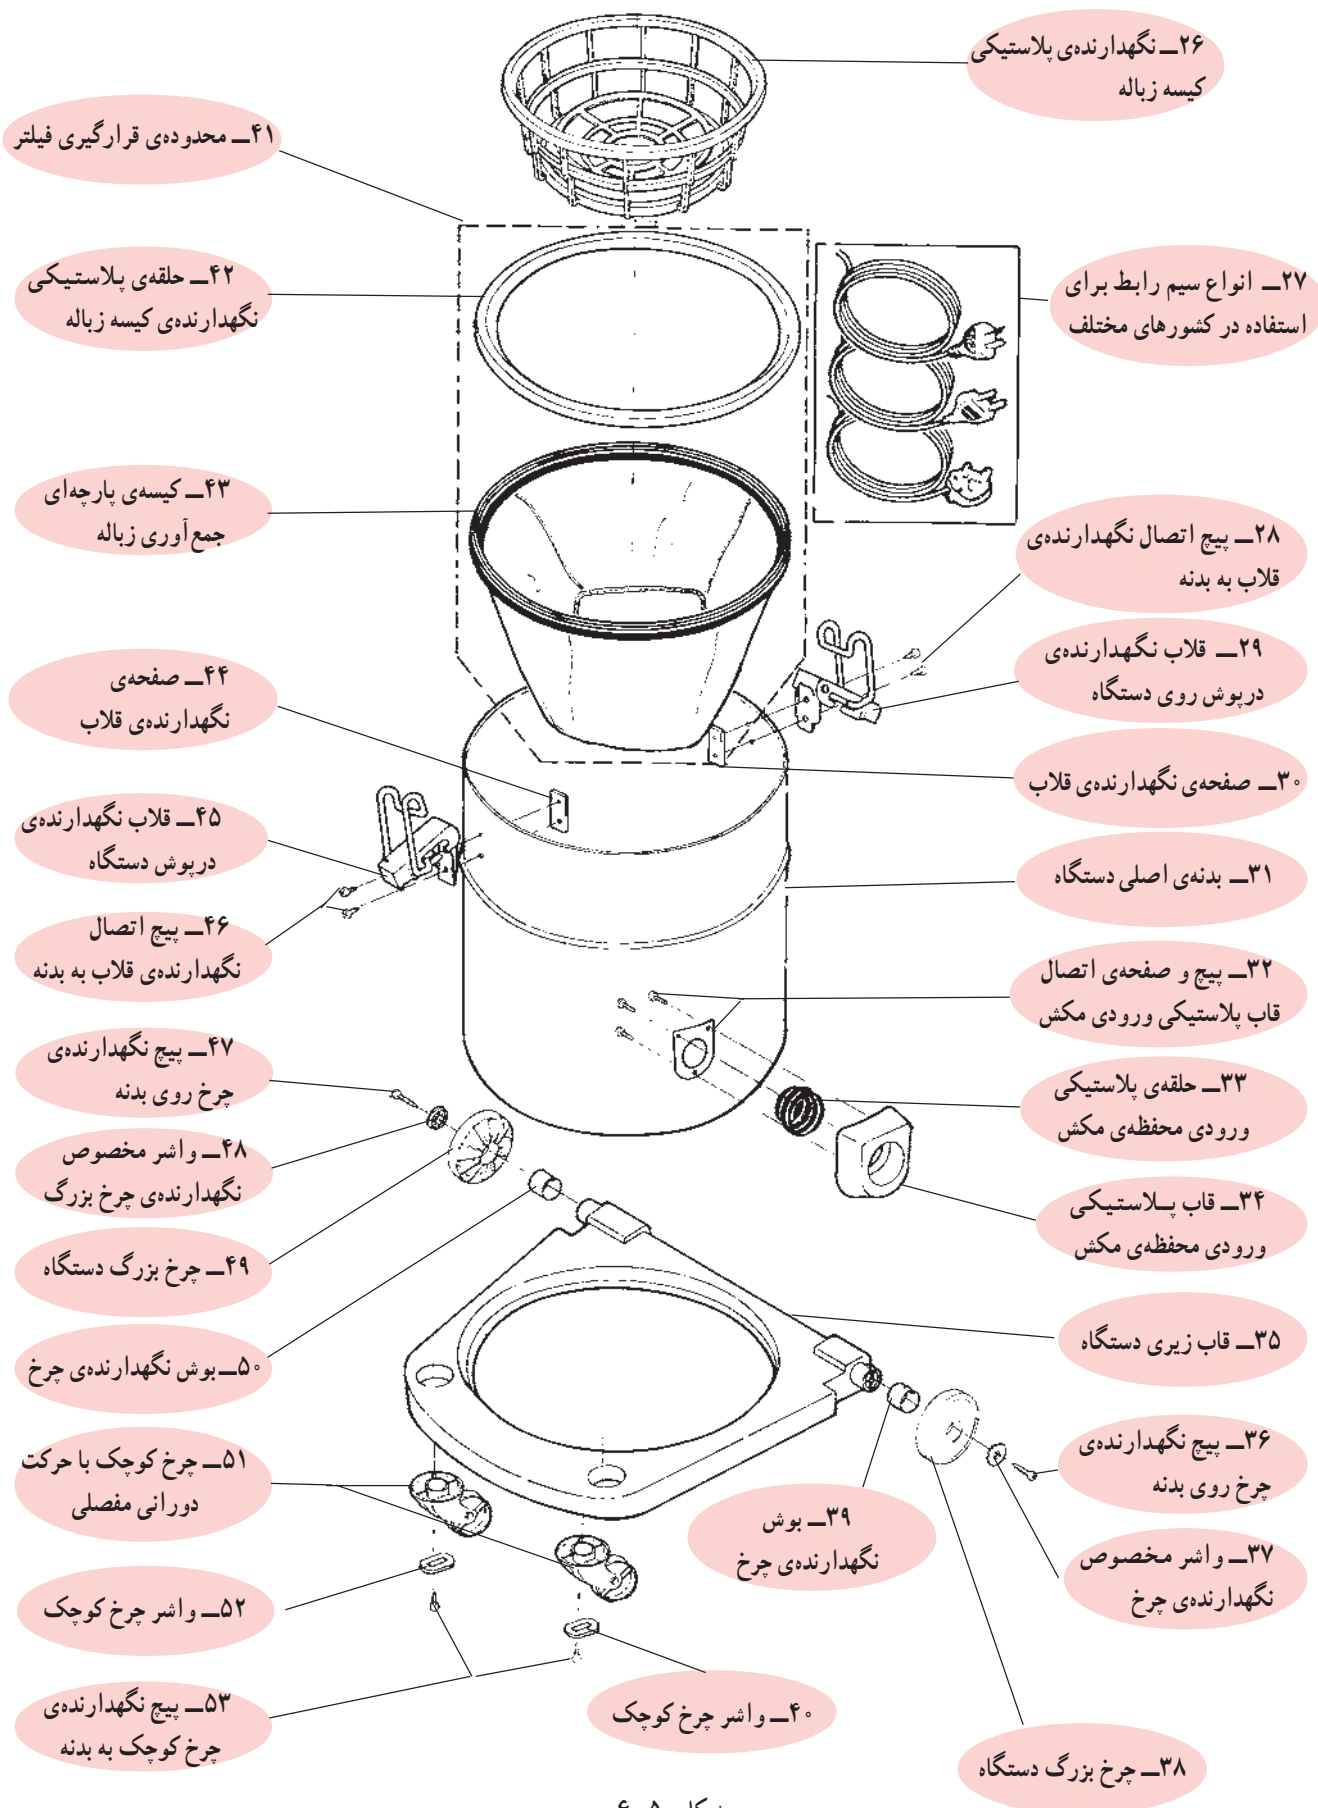 ۲۶ــ نگهدارنده‌ی پلاستیکی
کیسه زباله
۴۱ــ محدوده‌ی قرارگیری فیلتر
۴۲ــ حلقه‌ی پلاستیکی
نگهدارنده‌ی کیسه زباله
۲۷ــ انواع سیم رابط برای
استفاده در کشورهای مختلف
۴۳ــ کیسه‌ی پارچه‌ای
جمع‌آوری زباله
۲۸ــ پیچ اتصال نگهدارنده‌ی
قلاب به بدنه
۲۹ــ قلاب نگهدارنده‌ی
درپوش روی دستگاه
۴۴ــ صفحه‌ی
نگهدارنده‌ی قلاب
۳۰ــ صفحه‌ی نگهدارنده‌ی قلاب
۴۵ــ قلاب نگهدارنده‌ی
درپوش دستگاه
۳۱ــ بدنه‌ی اصلی دستگاه
۴۶ــ پیچ اتصال
نگهدارنده‌ی قلاب به بدنه
۳۲ــ پیچ و صفحه‌ی اتصال
قاب پلاستیکی ورودی مکش
۴۷ــ پیچ نگهدارنده‌ی
چرخ روی بدنه
۳۳ــ حلقه‌ی پلاستیکی
ورودی محفظه‌ی مکش
۴۸ــ واشر مخصوص
نگهدارنده‌ی چرخ بزرگ
۳۴ــ قاب پلاستیکی
ورودی محفظه‌ی مکش
۴۹ــ چرخ بزرگ دستگاه
۳۵ــ قاب زیری دستگاه
۵۰ــ بوش نگهدارنده‌ی چرخ
۳۶ــ پیچ نگهدارنده‌ی
چرخ روی بدنه
۵۱ــ چرخ کوچک با حرکت
دورانی مفصلی
۳۹ــ بوش
نگهدارنده‌ی چرخ
۳۷ــ واشر مخصوص
نگهدارنده‌ی چرخ
۵۲ــ واشر چرخ کوچک
۵۳ــ پیچ نگهدارنده‌ی
چرخ کوچک به بدنه
۴۰ــ واشر چرخ کوچک
۳۸ــ چرخ بزرگ دستگاه